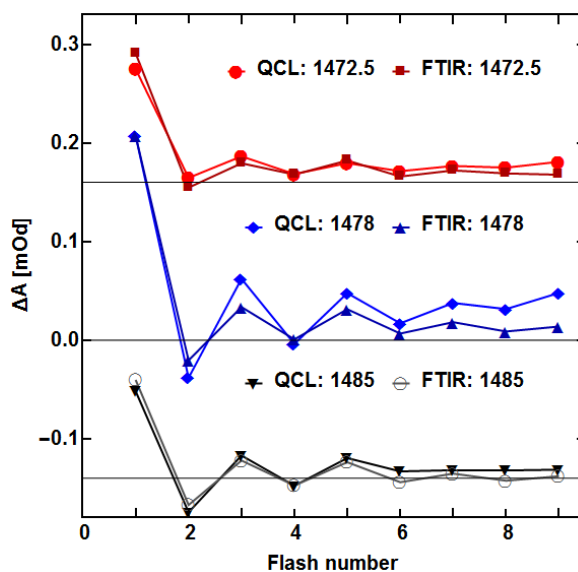 0.3
QCL: 1472.5 FTIR: 1472.5
0.2
QCL: 1478 FTIR: 1478
0.1
ΔA [mOd]
0.0
QCL: 1485 FTIR: 1485
−0.1
0 2 4 6 8
Flash number